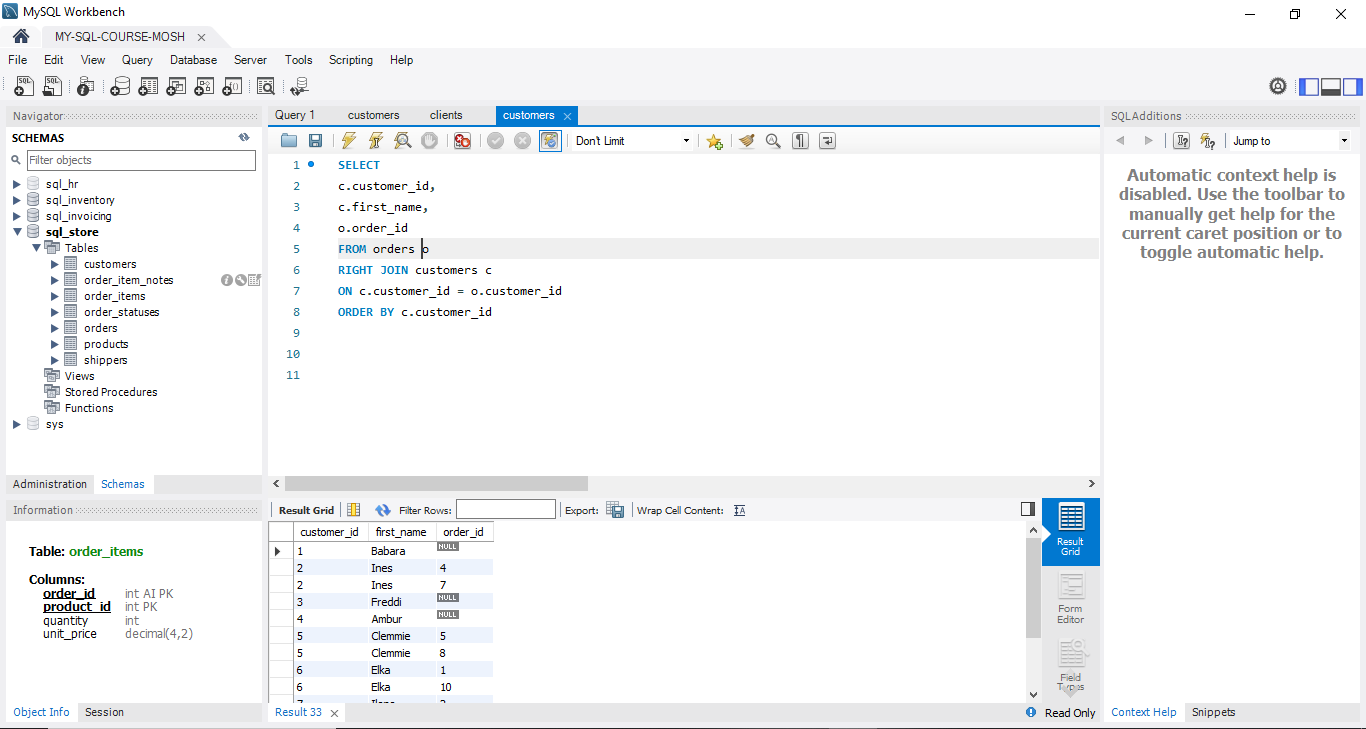 MySQL Workbench
MY-SQL-COURSE-MOSH
File Edit View Query Database Server Tools Scripting Help
Navigator
SCHEMAS
Filter objects
sql_hr
sql_inventory
sql_invoicing
sql_store
Tables
customers
order_item_notes
order_items
order_statuses
orders
products
shippers
Views
Stored Procedures
Functions
sys
Administration Schemas
Information
Table: order_items
Columns:
order_id int AI PK
product_id int PK
quantity int
unit_price decimal(4,2)
Object Info Session
Query 1 customers clients customers
Don't Limit
1 SELECT
2 c.customer_id,
3 c.first_name,
4 o.order_id
5 FROM orders o
6 RIGHT JOIN customers c
7 ON c.customer_id = o.customer_id
8 ORDER BY c.customer_id
9
10
11
Result Grid Filter Rows: Export: Wrap Cell Content:
customer_id first_name order_id
1 Babara NULL
2 Ines 4
2 Ines 7
3 Freddi NULL
4 Ambur NULL
5 Clemmie 5
5 Clemmie 8
6 Elka 1
6 Elka 10
Result Grid
Form Editor
Field Types
Result 33
Read Only
SQLAdditions
Jump to
Automatic context help is
disabled. Use the toolbar to
manually get help for the
current caret position or to
toggle automatic help.
Context Help Snippets